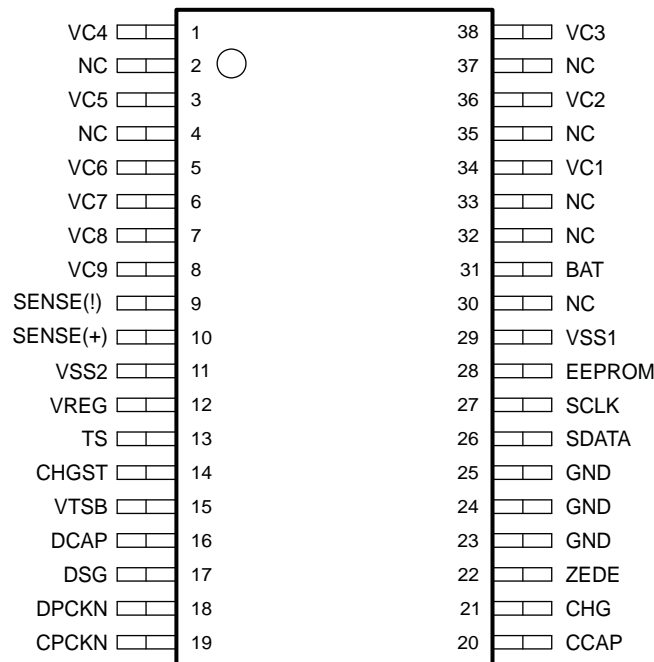 VC4 1 38 VC3
NC 2 37 NC
VC5 3 36 VC2
NC 4 35 NC
VC6 5 34 VC1
VC7 6 33 NC
VC8 7 32 NC
VC9 8 31 BAT
SENSE(!) 9 30 NC
SENSE(+) 10 29 VSS1
VSS2 11 28 EEPROM
VREG 12 27 SCLK
TS 13 26 SDATA
CHGST 14 25 GND
VTSB 15 24 GND
DCAP 16 23 GND
DSG 17 22 ZEDE
DPCKN 18 21 CHG
CPCKN 19 20 CCAP